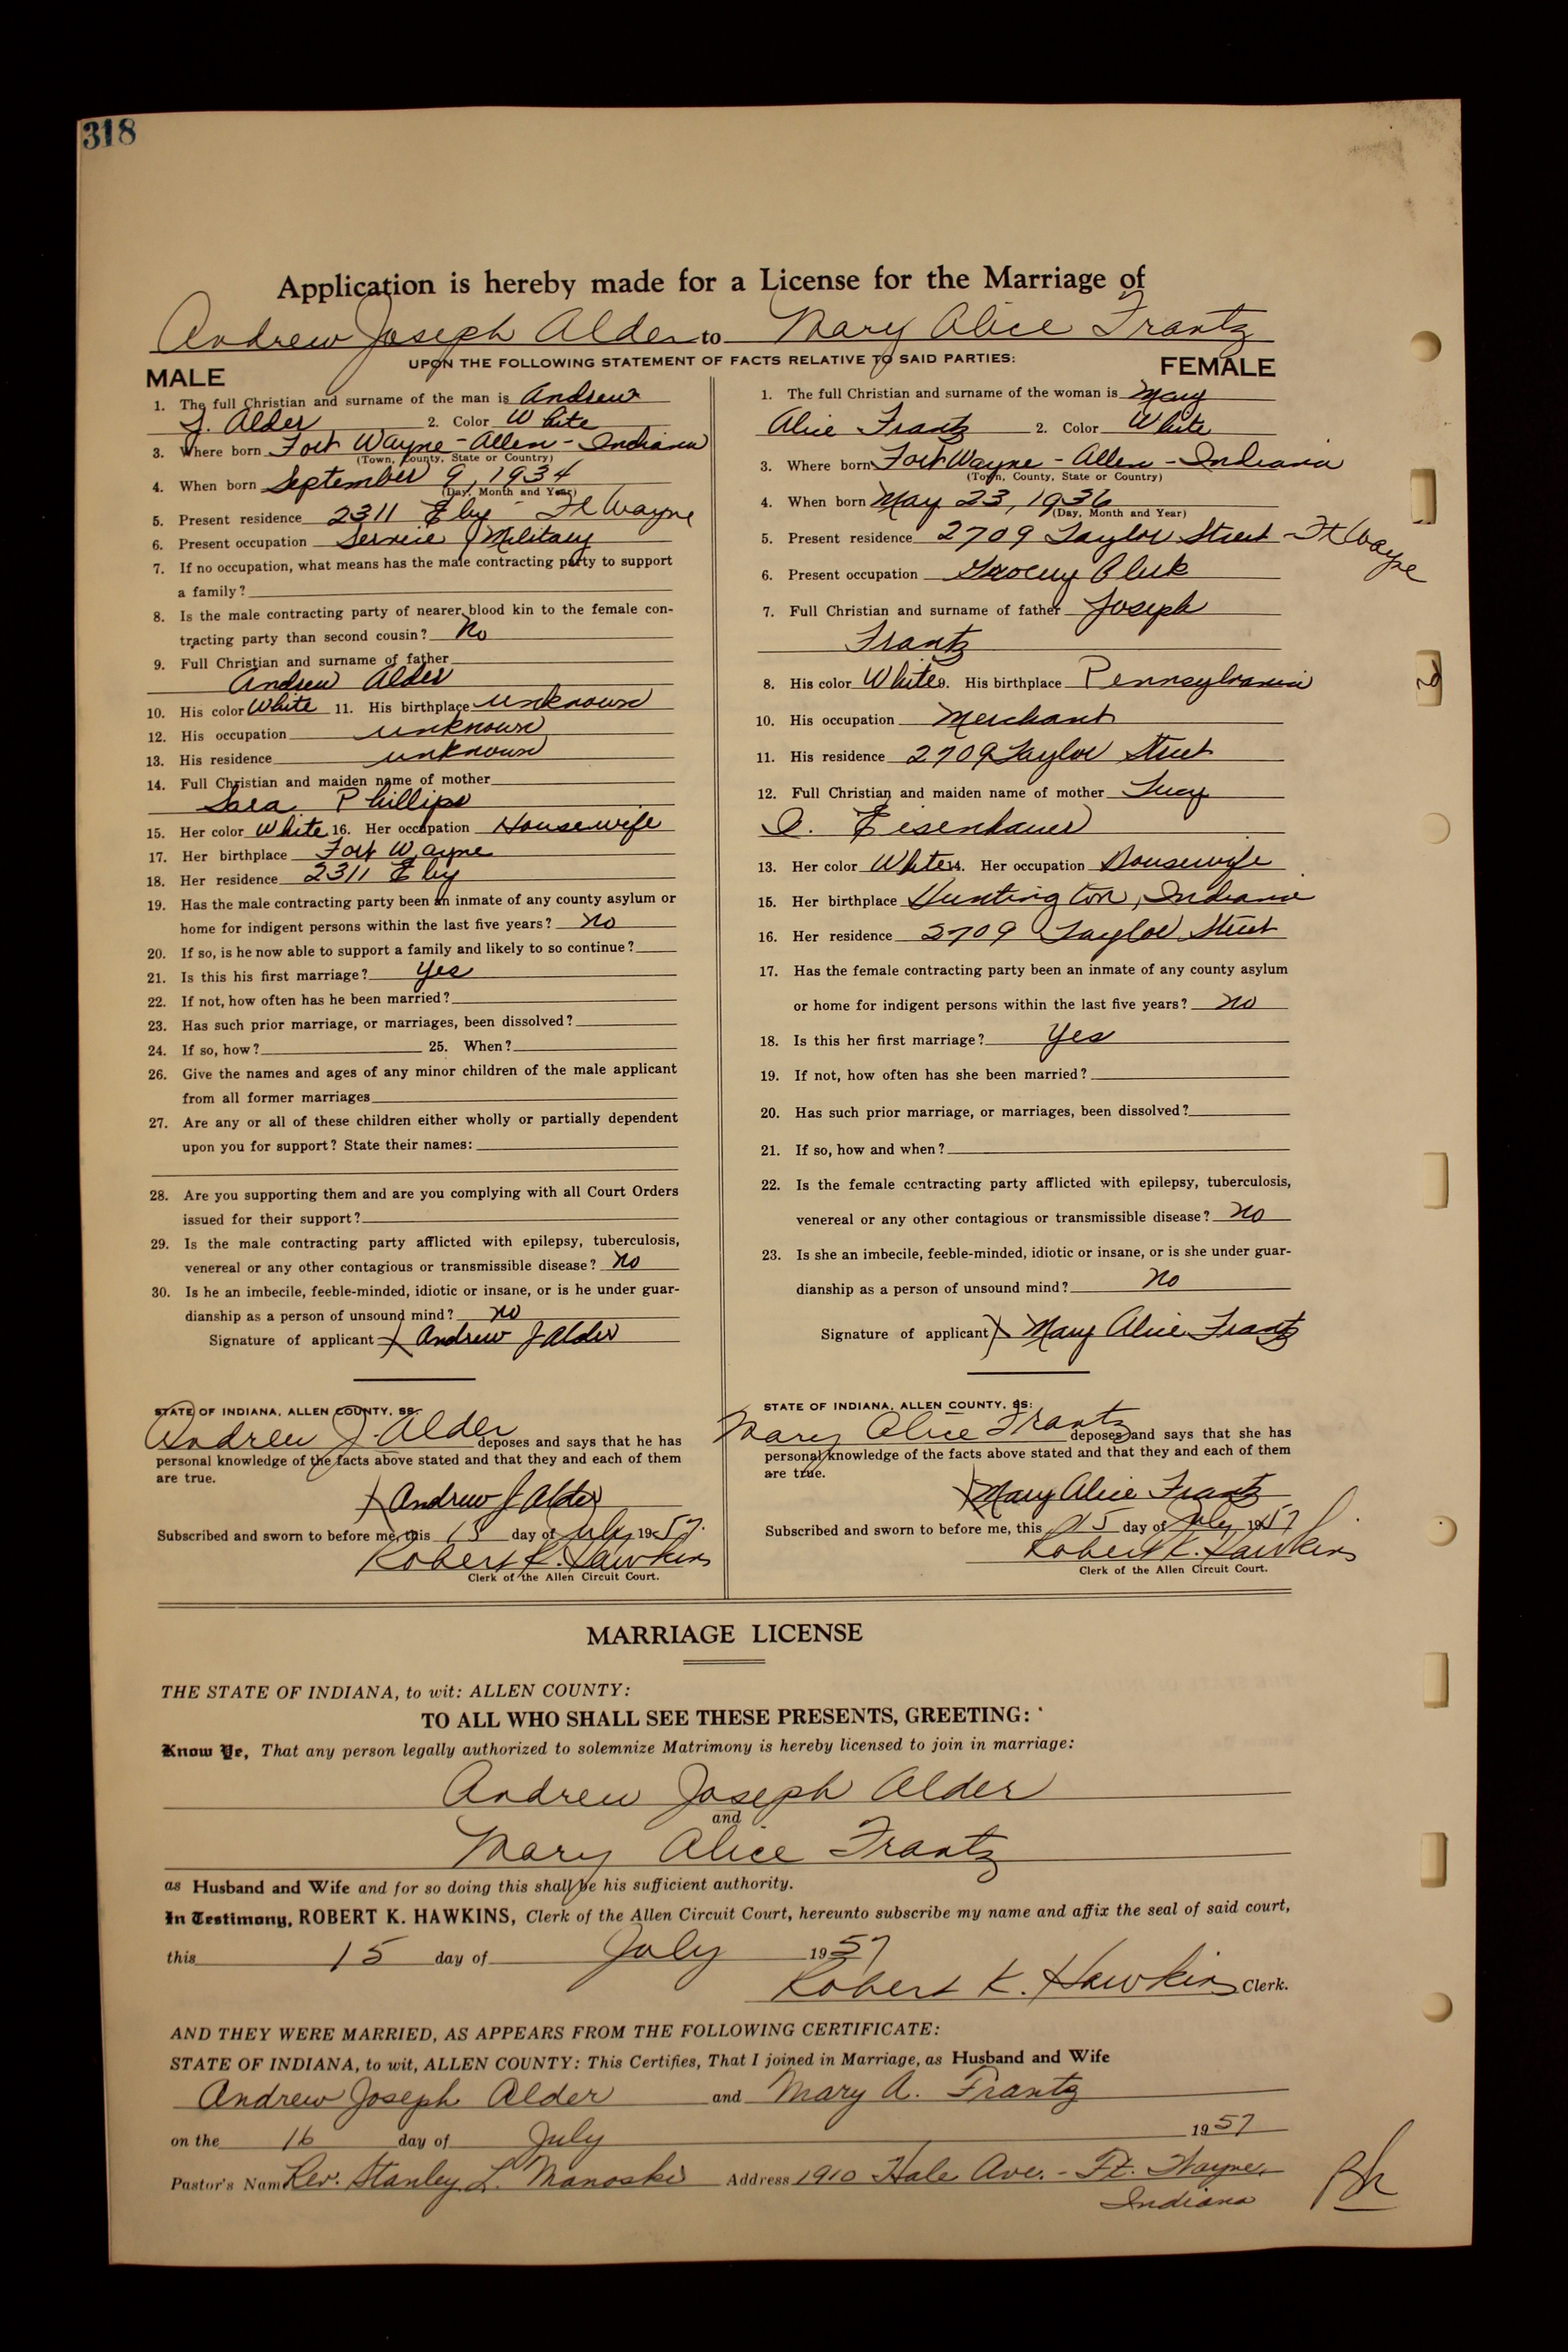 318
Application is hereby made for a License for the Marriage of
Andrew Joseph Alder to Mary Alice Frantz
UPON THE FOLLOWING STATEMENT OF FACTS RELATIVE TO SAID PARTIES:
MALE
1. The full Christian and surname of the man is Andrew
J. Alder 2. Color White
3. Where born Fort Wayne - Allen - Indiana
(Town, County, State or Country)
4. When born September 9, 1934
(Day, Month and Year)
5. Present residence 2311 Eby - Ft Wayne
6. Present occupation Service (Military
7. If no occupation, what means has the male contracting party to support
a family?
8. Is the male contracting party of nearer blood kin to the female con-
tracting party than second cousin? No
9. Full Christian and surname of father
Andrew Alder
10. His color White 11. His birthplace unknown
12. His occupation unknown
13. His residence unknown
14. Full Christian and maiden name of mother
Phillips
15. Her color White 16. Her occupation Housewife
17. Her birthplace Fort Wayne
18. Her residence 2311 Eby
19. Has the male contracting party been an inmate of any county asylum or
home for indigent persons within the last five years? No
20. If so, is he now able to support a family and likely to so continue?
21. Is this his first marriage? Yes
22. If not, how often has he been married?
23. Has such prior marriage, or marriages, been dissolved?
24. If so, how? 25. When?
26. Give the names and ages of any minor children of the male applicant
from all former marriages
27. Are any or all of these children either wholly or partially dependent
upon you for support? State their names:
28. Are you supporting them and are you complying with all Court Orders
issued for their support?
29. Is the male contracting party afflicted with epilepsy, tuberculosis,
venereal or any other contagious or transmissible disease? No
30. Is he an imbecile, feeble-minded, idiotic or insane, or is he under guar-
dianship as a person of unsound mind? No
Signature of applicant X Andrew J Alder
STATE OF INDIANA, ALLEN COUNTY, SS:
Andrew J. Alder deposes and says that he has
personal knowledge of the facts above stated and that they and each of them
are true.
X Andrew J Alder
Subscribed and sworn to before me, this 15 day of July 1957.
Robert K. Hawkins
Clerk of the Allen Circuit Court.
FEMALE
1. The full Christian and surname of the woman is Mary
Alice Frantz 2. Color White
3. Where born Fort Wayne - Allen - Indiana
(Town, County, State or Country)
4. When born May 23, 1936
(Day, Month and Year)
5. Present residence 2709 Taylor Street - Ft Wayne
6. Present occupation Grocery Clerk
7. Full Christian and surname of father Joseph
Frantz
8. His color White 9. His birthplace Pennsylvania
10. His occupation Merchant
11. His residence 2709 Taylor Street
12. Full Christian and maiden name of mother Lucy
O. Eisenhauer
13. Her color White 14. Her occupation Housewife
15. Her birthplace Huntington, Indiana
16. Her residence 2709 Taylor Street
17. Has the female contracting party been an inmate of any county asylum
or home for indigent persons within the last five years? No
18. Is this her first marriage? Yes
19. If not, how often has she been married?
20. Has such prior marriage, or marriages, been dissolved?
21. If so, how and when?
22. Is the female contracting party afflicted with epilepsy, tuberculosis,
venereal or any other contagious or transmissible disease? No
23. Is she an imbecile, feeble-minded, idiotic or insane, or is she under guar-
dianship as a person of unsound mind? No
Signature of applicant X Mary Alice Frantz
STATE OF INDIANA, ALLEN COUNTY, SS:
Mary Alice Frantz deposes and says that she has
personal knowledge of the facts above stated and that they and each of them
are true.
X Mary Alice Frantz
Subscribed and sworn to before me, this 15 day of July 1957
Robert K. Hawkins
Clerk of the Allen Circuit Court.
MARRIAGE LICENSE
THE STATE OF INDIANA, to wit: ALLEN COUNTY:
TO ALL WHO SHALL SEE THESE PRESENTS, GREETING:
Know Ye, That any person legally authorized to solemnize Matrimony is hereby licensed to join in marriage:
Andrew Joseph Alder
and
Mary Alice Frantz
as Husband and Wife and for so doing this shall be his sufficient authority.
In Testimony, ROBERT K. HAWKINS, Clerk of the Allen Circuit Court, hereunto subscribe my name and affix the seal of said court,
this 15 day of July 1957
Robert K. Hawkins Clerk.
AND THEY WERE MARRIED, AS APPEARS FROM THE FOLLOWING CERTIFICATE:
STATE OF INDIANA, to wit, ALLEN COUNTY: This Certifies, That I joined in Marriage, as Husband and Wife
Andrew Joseph Alder and Mary A. Frantz
on the 16 day of July 1957
Pastor's Name Rev. Stanley L. Manoski Address 1910 Hale Ave. - Ft. Wayne,
Indiana